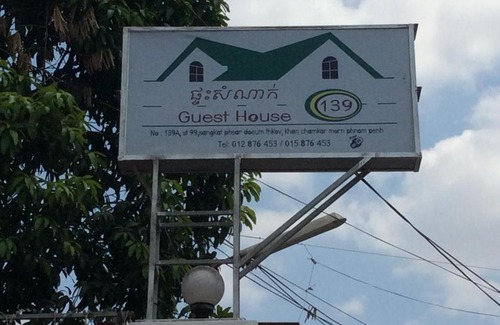 ផ្ទះសំណាក់
Guest House
139
No : 139A, st 99,sangkat phsar daeum thkov, khan chamkar morn phnom penh
Tel: 012 876 453 / 015 876 453